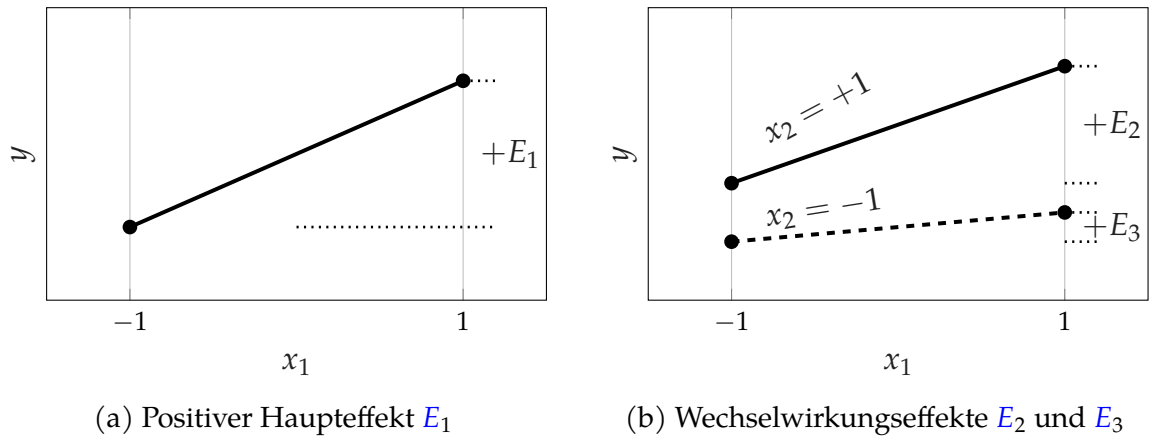 y
+E₁
−1
1
x₁
(a) Positiver Haupteffekt E₁
y
x₂ = +1
+E₂
x₂ = −1
+E₃
−1
1
x₁
(b) Wechselwirkungseffekte E₂ und E₃